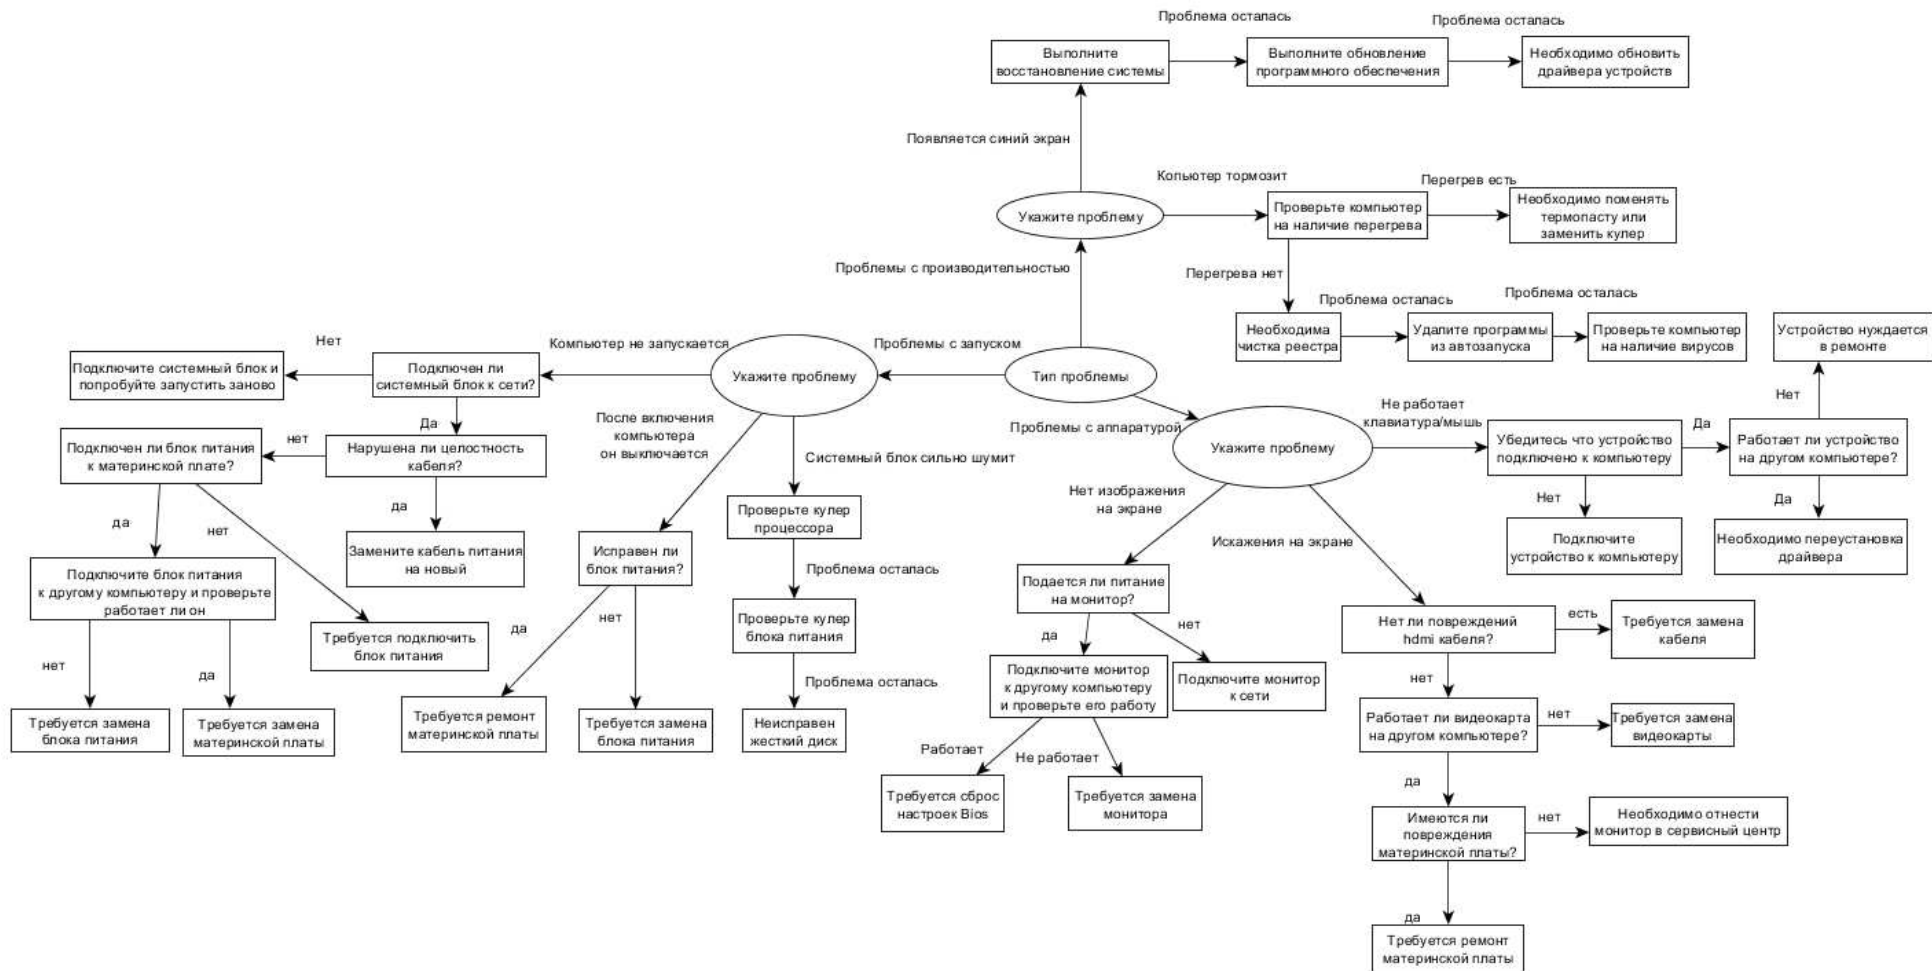 Проблема осталась
Проблема осталась
Выполните
восстановление системы
Выполните обновление
программного обеспечения
Необходимо обновить
драйвера устройств
Появляется синий экран
Копьютер тормозит
Перегрев есть
Укажите проблему
Проверьте компьютер
на наличие перегрева
Необходимо поменять
термопасту или
заменить кулер
Проблемы с производительностью
Перегрева нет
Проблема осталась
Проблема осталась
Необходима
чистка реестра
Удалите программы
из автозапуска
Проверьте компьютер
на наличие вирусов
Устройство нуждается
в ремонте
Нет
Компьютер не запускается
Проблемы с запуском
Подключите системный блок и
попробуйте запустить заново
Подключен ли
системный блок к сети?
Укажите проблему
Тип проблемы
Нет
Да
После включения
компьютера
он выключается
Проблемы с аппаратурой
Не работает
клавиатура/мышь
Подключен ли блок питания
к материнской плате?
нет
Нарушена ли целостность
кабеля?
Системный блок сильно шумит
Укажите проблему
Убедитесь что устройство
подключено к компьютеру
Да
Работает ли устройство
на другом компьютере?
да
нет
да
Проверьте кулер
процессора
Нет изображения
на экране
Искажения на экране
Нет
Да
Замените кабель питания
на новый
Исправен ли
блок питания?
Подключите
устройство к компьютеру
Необходимо переустановка
драйвера
Подключите блок питания
к другому компьютеру и проверьте
работает ли он
Проблема осталась
Подается ли питание
на монитор?
Требуется подключить
блок питания
Проверьте кулер
блока питания
Нет ли повреждений
hdmi кабеля?
есть
Требуется замена
кабеля
нет
да
да
нет
Проблема осталась
да
нет
нет
Подключите монитор
к другому компьютеру
и проверьте его работу
Подключите монитор
к сети
Требуется замена
блока питания
Требуется замена
материнской платы
Требуется ремонт
материнской платы
Требуется замена
блока питания
Неисправен
жесткий диск
Работает ли видеокарта
на другом компьютере?
нет
Требуется замена
видеокарты
Работает
Не работает
да
Требуется сброс
настроек Bios
Требуется замена
монитора
Имеются ли
повреждения
материнской платы?
нет
Необходимо отнести
монитор в сервисный центр
да
Требуется ремонт
материнской платы